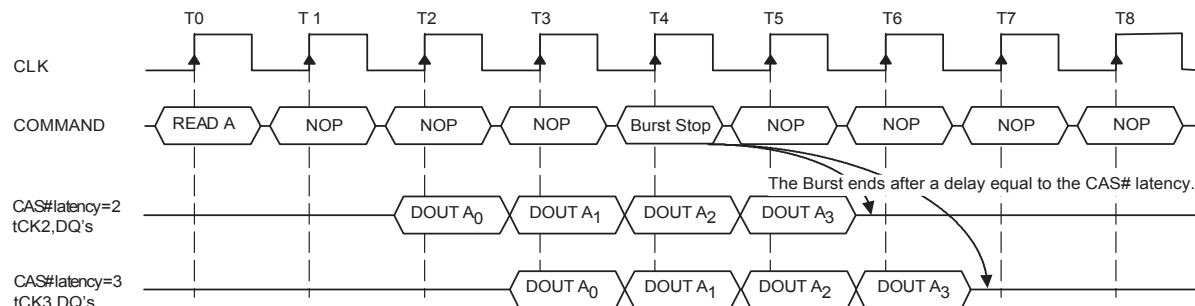 T0 T 1 T2 T3 T4 T5 T6 T7 T8
CLK
COMMAND READ A NOP NOP NOP Burst Stop NOP NOP NOP NOP
The Burst ends after a delay equal to the CAS# latency.
CAS# latency=2
tCK2,DQ's
DOUT A0 DOUT A1 DOUT A2 DOUT A3
CAS# latency=3
tCK3,DQ's
DOUT A0 DOUT A1 DOUT A2 DOUT A3